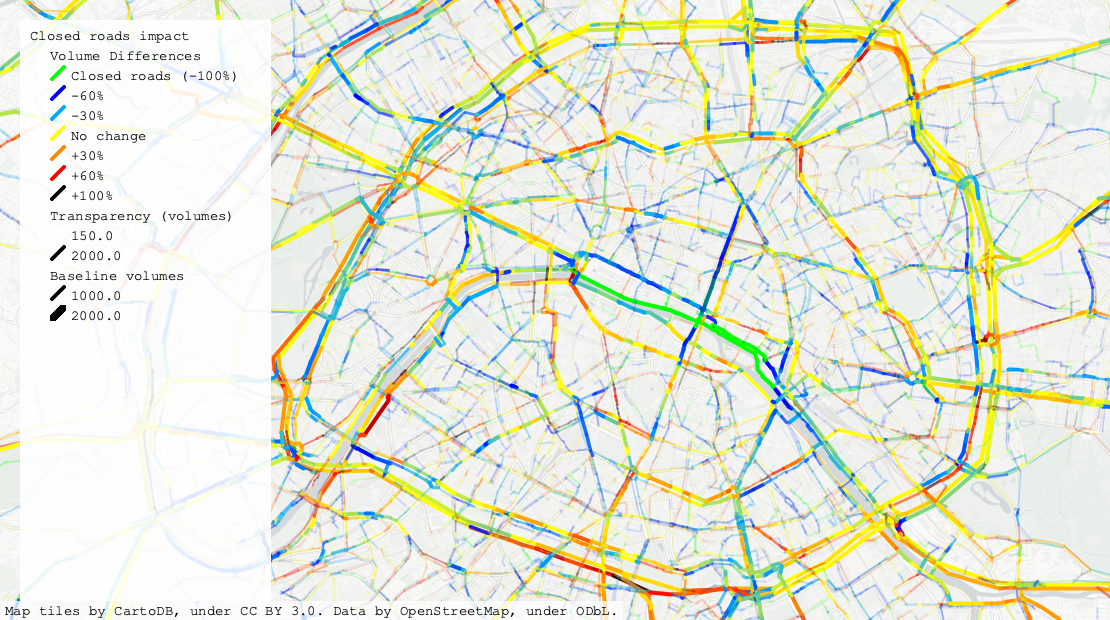 Closed roads impact
Volume Differences
Closed roads (-100%)
-60%
-30%
No change
+30%
+60%
+100%
Transparency (volumes)
150.0
2000.0
Baseline volumes
1000.0
2000.0
Map tiles by CartoDB, under CC BY 3.0. Data by OpenStreetMap, under ODbL.